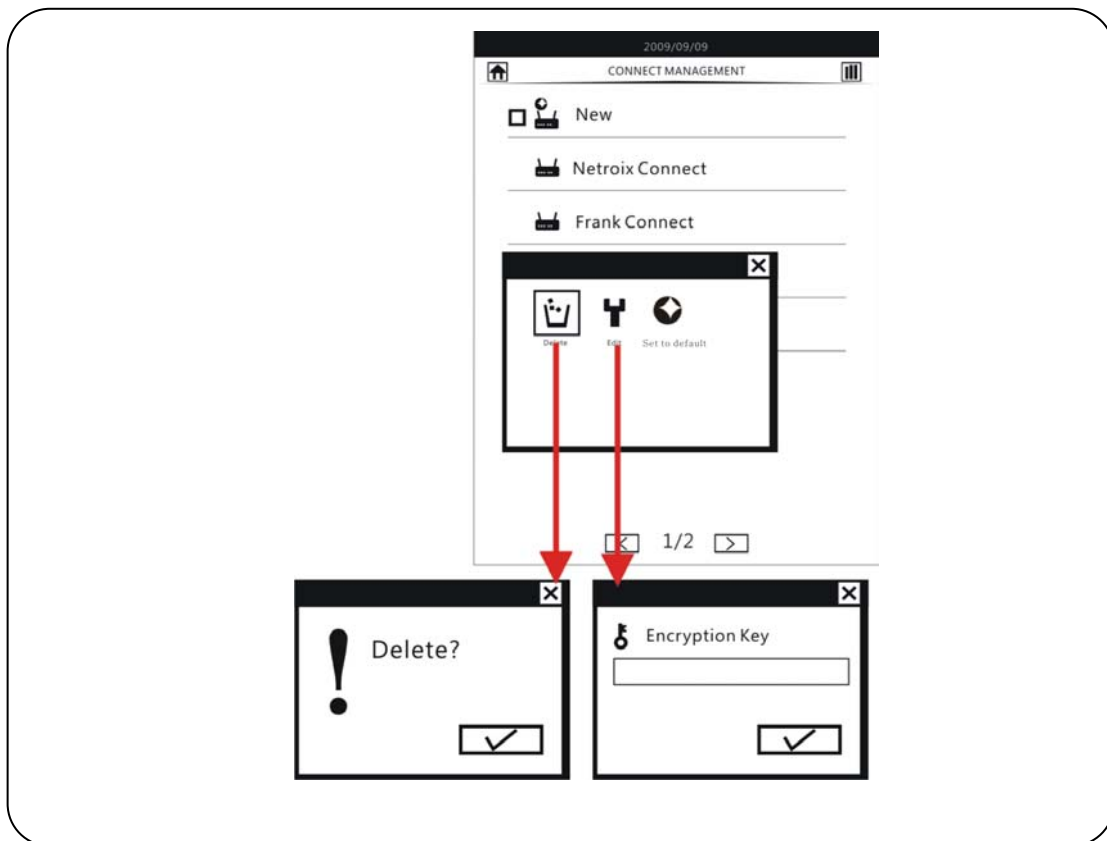 2009/09/09
CONNECT MANAGEMENT
New
Netroix Connect
Frank Connect
Delete Edit Set to default
1/2
Delete?
Encryption Key